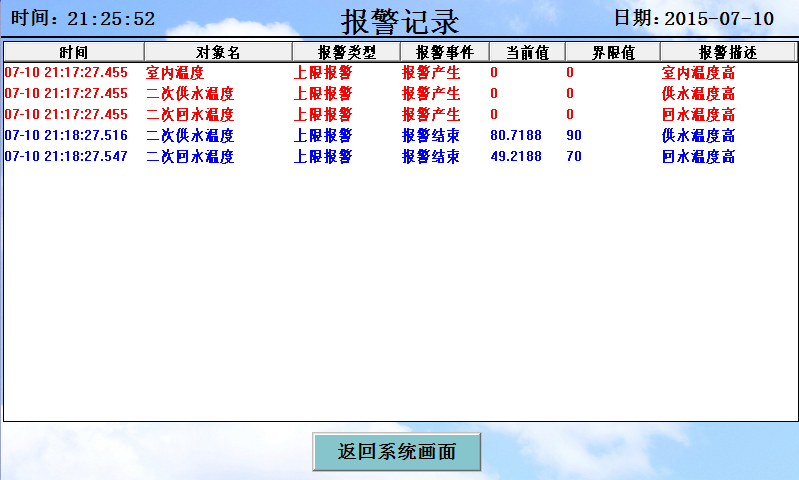 时间：21:25:52 报警记录 日期:2015-07-10
时间 对象名 报警类型 报警事件 当前值 界限值 报警描述
07-10 21:17:27.455 室内温度 上限报警 报警产生 0 0 室内温度高
07-10 21:17:27.455 二次供水温度 上限报警 报警产生 0 0 供水温度高
07-10 21:17:27.455 二次回水温度 上限报警 报警产生 0 0 回水温度高
07-10 21:18:27.516 二次供水温度 上限报警 报警结束 80.7188 90 供水温度高
07-10 21:18:27.547 二次回水温度 上限报警 报警结束 49.2188 70 回水温度高
返回系统画面